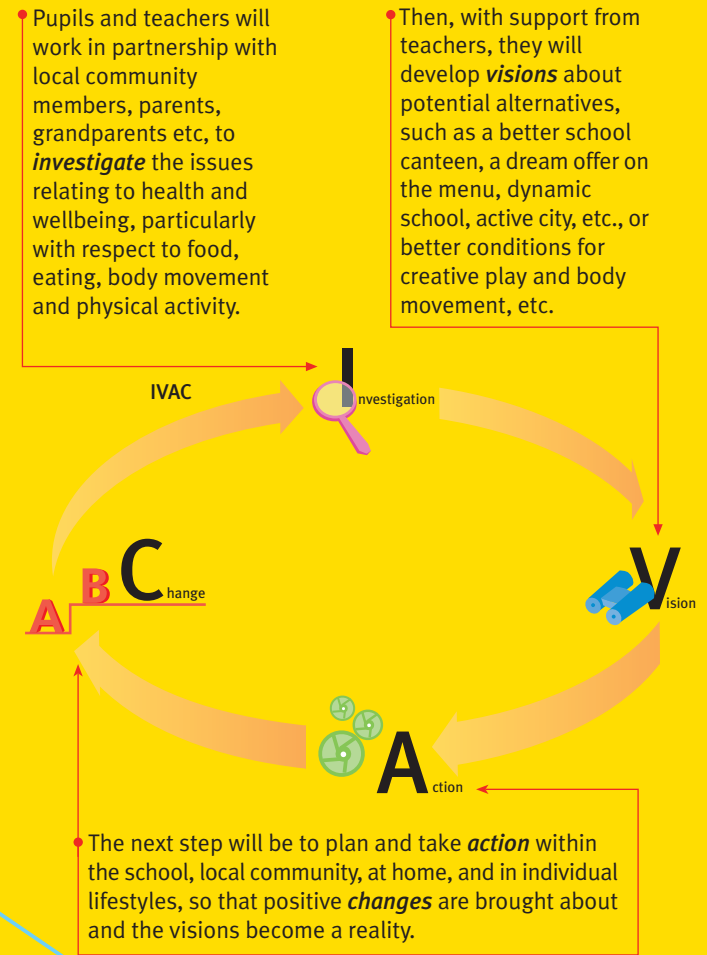 Pupils and teachers will
work in partnership with
local community
members, parents,
grandparents etc, to
investigate the issues
relating to health and
wellbeing, particularly
with respect to food,
eating, body movement
and physical activity.
Then, with support from
teachers, they will
develop visions about
potential alternatives,
such as a better school
canteen, a dream offer on
the menu, dynamic
school, active city, etc., or
better conditions for
creative play and body
movement, etc.
IVAC
Investigation
Vision
Action
A B Change
The next step will be to plan and take action within
the school, local community, at home, and in individual
lifestyles, so that positive changes are brought about
and the visions become a reality.